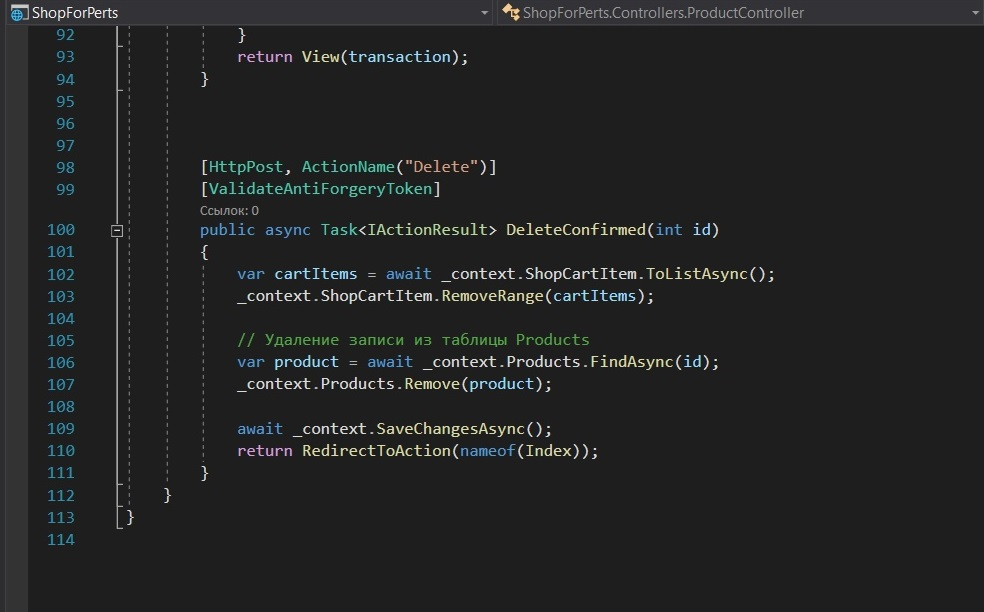 ShopForPerts ShopForPerts.Controllers.ProductController
92 }
93 return View(transaction);
94 }
95
96
97
98 [HttpPost, ActionName("Delete")]
99 [ValidateAntiForgeryToken]
Ссылок: 0
100 public async Task<IActionResult> DeleteConfirmed(int id)
101 {
102 var cartItems = await _context.ShopCartItem.ToListAsync();
103 _context.ShopCartItem.RemoveRange(cartItems);
104
105 // Удаление записи из таблицы Products
106 var product = await _context.Products.FindAsync(id);
107 _context.Products.Remove(product);
108
109 await _context.SaveChangesAsync();
110 return RedirectToAction(nameof(Index));
111 }
112 }
113 }
114